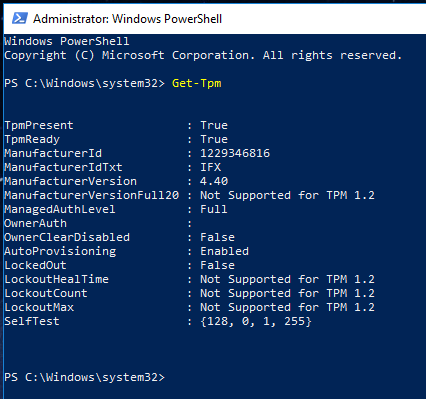 Administrator: Windows PowerShell
Windows PowerShell
Copyright (C) Microsoft Corporation. All rights reserved.
PS C:\Windows\system32> Get-Tpm
TpmPresent : True
TpmReady : True
ManufacturerId : 1229346816
ManufacturerIdTxt : IFX
ManufacturerVersion : 4.40
ManufacturerVersionFull20 : Not Supported for TPM 1.2
ManagedAuthLevel : Full
OwnerAuth :
OwnerClearDisabled : False
AutoProvisioning : Enabled
LockedOut : False
LockoutHealTime : Not Supported for TPM 1.2
LockoutCount : Not Supported for TPM 1.2
LockoutMax : Not Supported for TPM 1.2
SelfTest : {128, 0, 1, 255}
PS C:\Windows\system32>